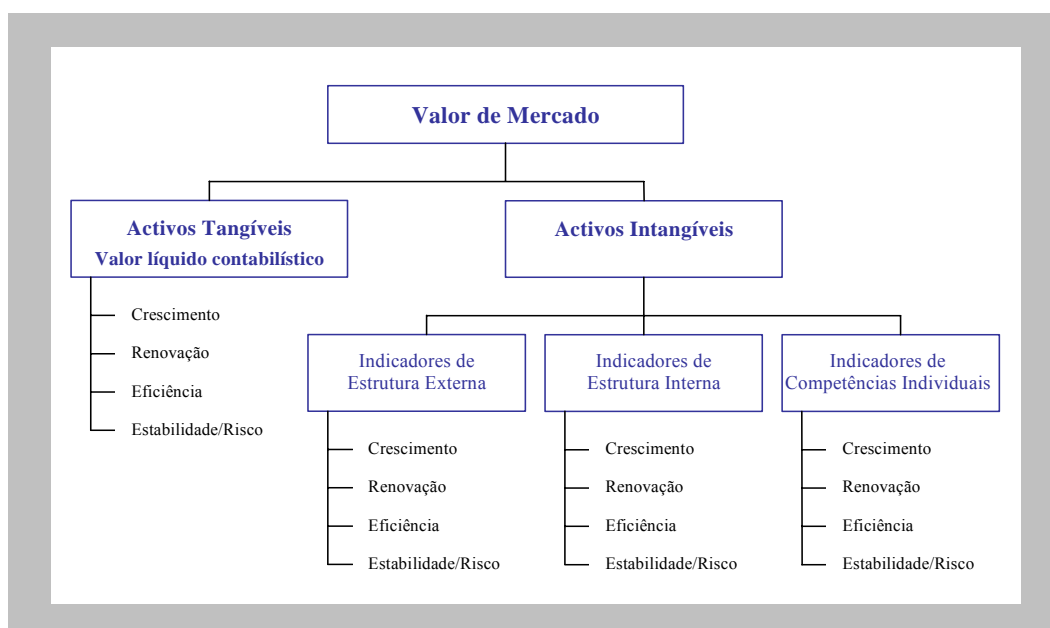 Valor de Mercado
Activos Tangíveis
Valor líquido contabilístico
Activos Intangíveis
Crescimento
Renovação
Eficiência
Estabilidade/Risco
Indicadores de
Estrutura Externa
Indicadores de
Estrutura Interna
Indicadores de
Competências Individuais
Crescimento
Renovação
Eficiência
Estabilidade/Risco
Crescimento
Renovação
Eficiência
Estabilidade/Risco
Crescimento
Renovação
Eficiência
Estabilidade/Risco